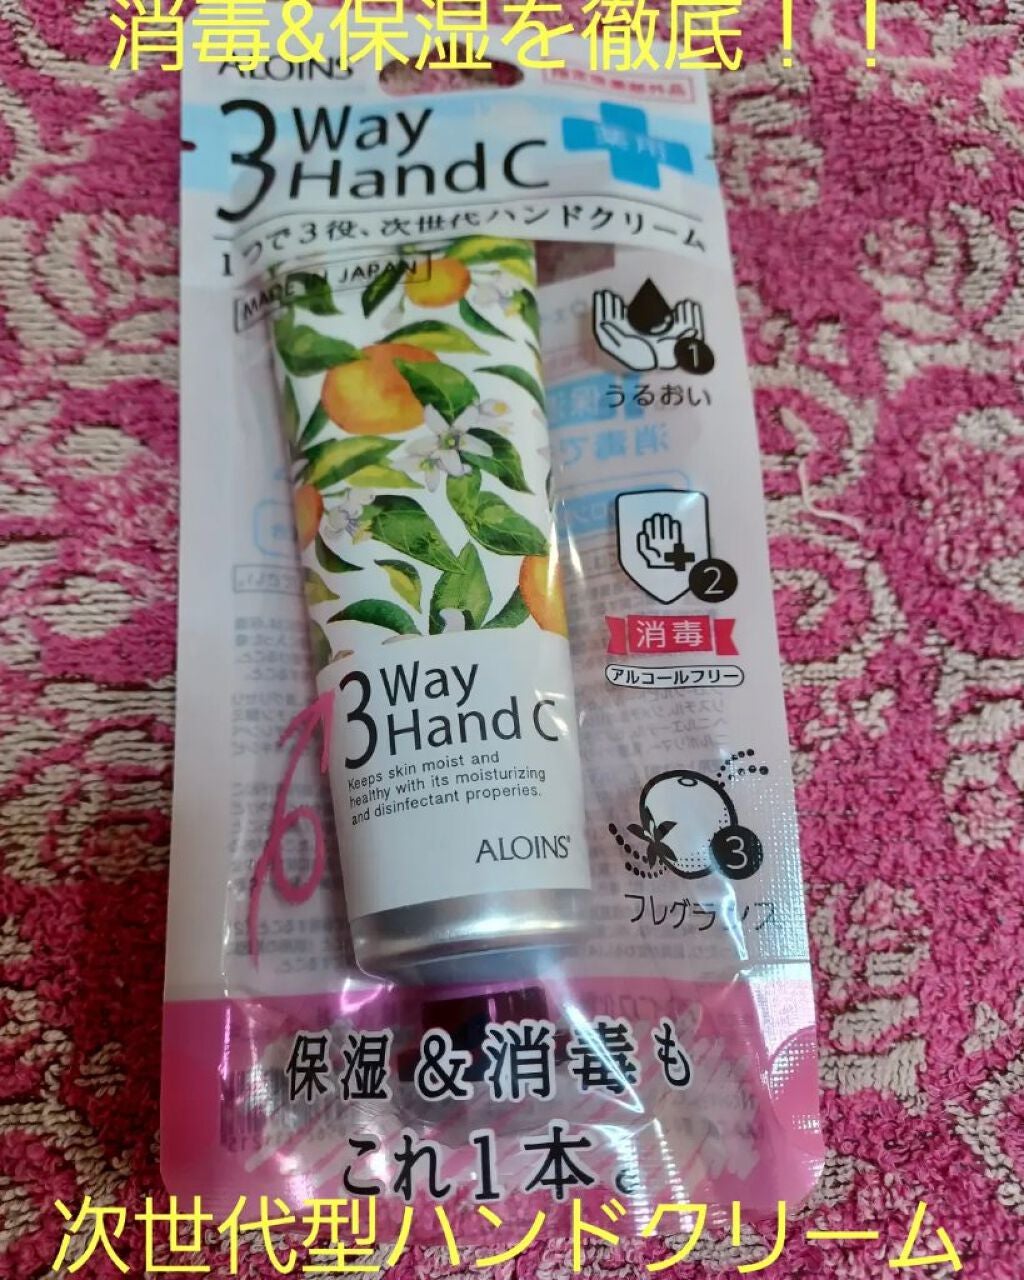 消毒&保湿を徹底！！
ALOINS
3 Way
Hand C
薬用
1つで3役、次世代ハンドクリーム
MADE IN JAPAN
1
うるおい
2
消毒
アルコールフリー
3
フレグランス
3 Way
Hand C
Keeps skin moist and
healthy with its moisturizing
and disinfectant properies.
ALOINS
保湿&消毒も
これ1本。
次世代型ハンドクリーム